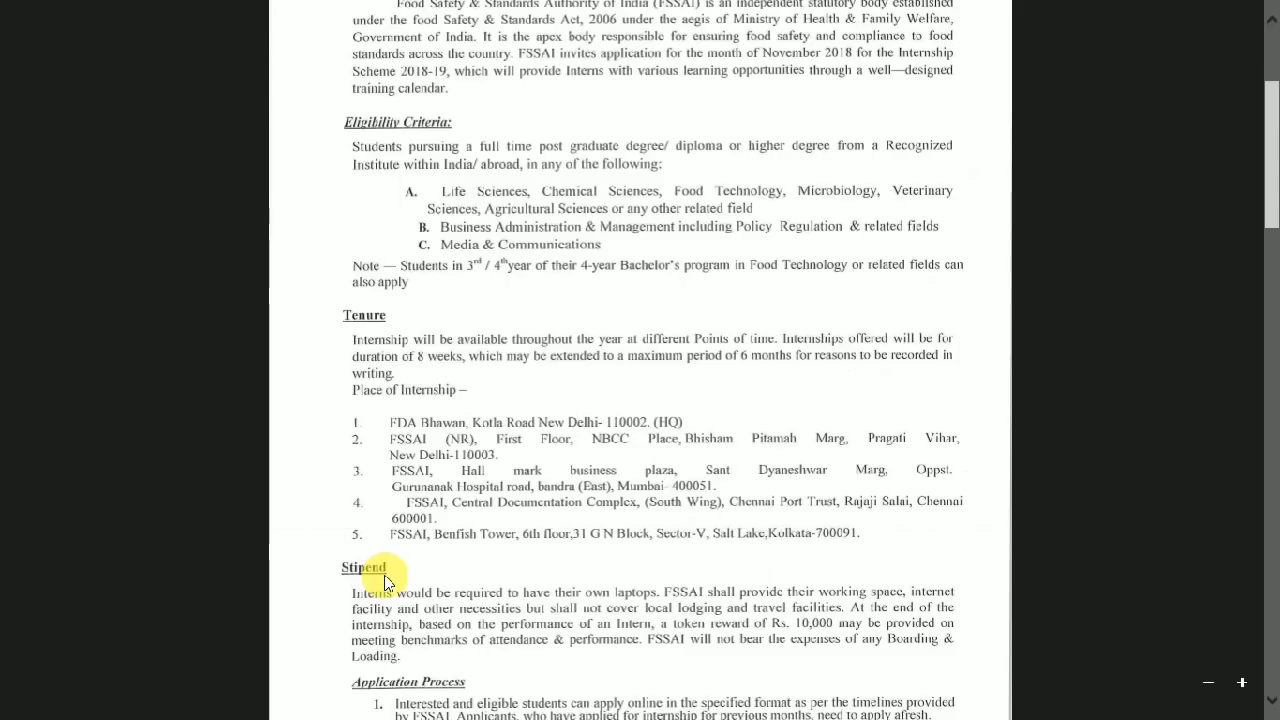 Food Safety & Standards Authority of India (FSSAI) is an independent statutory body established
under the food Safety & Standards Act, 2006 under the aegis of Ministry of Health & Family Welfare,
Government of India. It is the apex body responsible for ensuring food safety and compliance to food
standards across the country. FSSAI invites application for the month of November 2018 for the Internship
Scheme 2018-19, which will provide Interns with various learning opportunities through a well—designed
training calendar.
Eligibility Criteria:
Students pursuing a full time post graduate degree/ diploma or higher degree from a Recognized
Institute within India/ abroad, in any of the following:
A. Life Sciences, Chemical Sciences, Food Technology, Microbiology, Veterinary
Sciences, Agricultural Sciences or any other related field
B. Business Administration & Management including Policy Regulation & related fields
C. Media & Communications
Note — Students in 3rd / 4th year of their 4-year Bachelor's program in Food Technology or related fields can
also apply
Tenure
Internship will be available throughout the year at different Points of time. Internships offered will be for
duration of 8 weeks, which may be extended to a maximum period of 6 months for reasons to be recorded in
writing.
Place of Internship –
1. FDA Bhawan, Kotla Road New Delhi- 110002. (HQ)
2. FSSAI (NR), First Floor, NBCC Place, Bhisham Pitamah Marg, Pragati Vihar,
New Delhi-110003.
3. FSSAI, Hall mark business plaza, Sant Dyaneshwar Marg, Oppst.
Gurunanak Hospital road, bandra (East), Mumbai- 400051.
4. FSSAI, Central Documentation Complex, (South Wing), Chennai Port Trust, Rajaji Salai, Chennai
600001.
5. FSSAI, Benfish Tower, 6th floor,31 G N Block, Sector-V, Salt Lake,Kolkata-700091.
Stipend
Interns would be required to have their own laptops. FSSAI shall provide their working space, internet
facility and other necessities but shall not cover local lodging and travel facilities. At the end of the
internship, based on the performance of an Intern, a token reward of Rs. 10,000 may be provided on
meeting benchmarks of attendance & performance. FSSAI will not bear the expenses of any Boarding &
Loading.
Application Process
1. Interested and eligible students can apply online in the specified format as per the timelines provided
by FSSAI. Applicants, who have applied for internship for previous months, need to apply afresh.